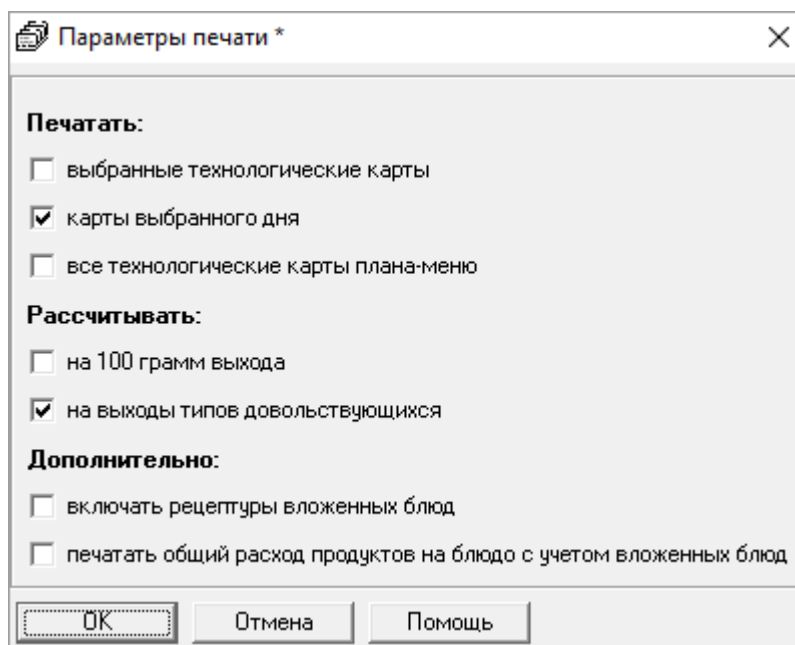 Параметры печати *
Печатать:
выбранные технологические карты
карты выбранного дня
все технологические карты плана-меню
Рассчитывать:
на 100 грамм выхода
на выходы типов довольствующихся
Дополнительно:
включать рецептуры вложенных блюд
печатать общий расход продуктов на блюдо с учетом вложенных блюд
OK Отмена Помощь